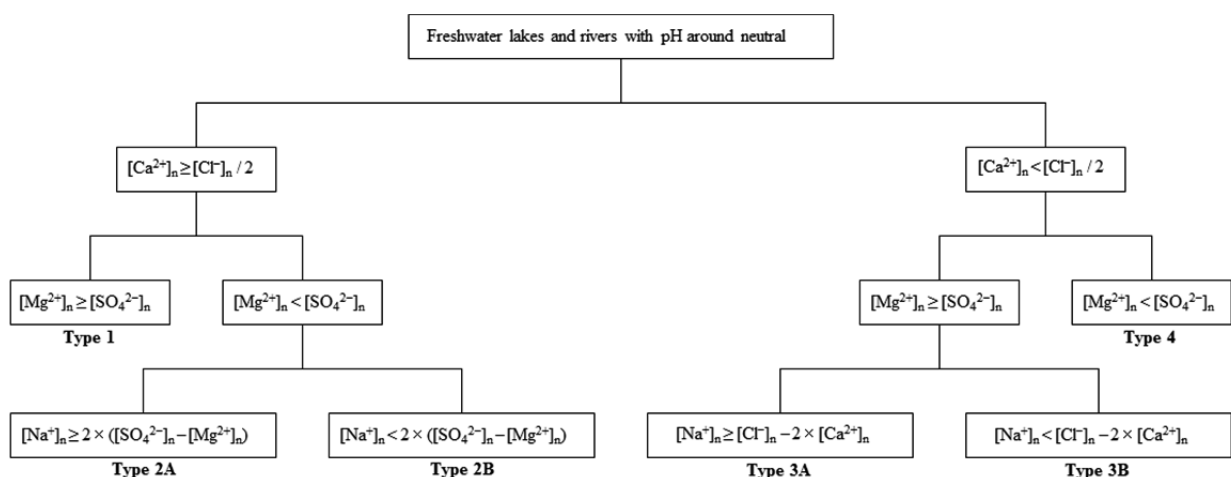 Freshwater lakes and rivers with pH around neutral
[Ca²⁺]ₙ ≥ [Cl⁻]ₙ / 2
[Ca²⁺]ₙ < [Cl⁻]ₙ / 2
[Mg²⁺]ₙ ≥ [SO₄²⁻]ₙ
[Mg²⁺]ₙ < [SO₄²⁻]ₙ
[Mg²⁺]ₙ ≥ [SO₄²⁻]ₙ
[Mg²⁺]ₙ < [SO₄²⁻]ₙ
Type 1
Type 4
[Na⁺]ₙ ≥ 2 × ([SO₄²⁻]ₙ − [Mg²⁺]ₙ)
[Na⁺]ₙ < 2 × ([SO₄²⁻]ₙ − [Mg²⁺]ₙ)
[Na⁺]ₙ ≥ [Cl⁻]ₙ − 2 × [Ca²⁺]ₙ
[Na⁺]ₙ < [Cl⁻]ₙ − 2 × [Ca²⁺]ₙ
Type 2A
Type 2B
Type 3A
Type 3B